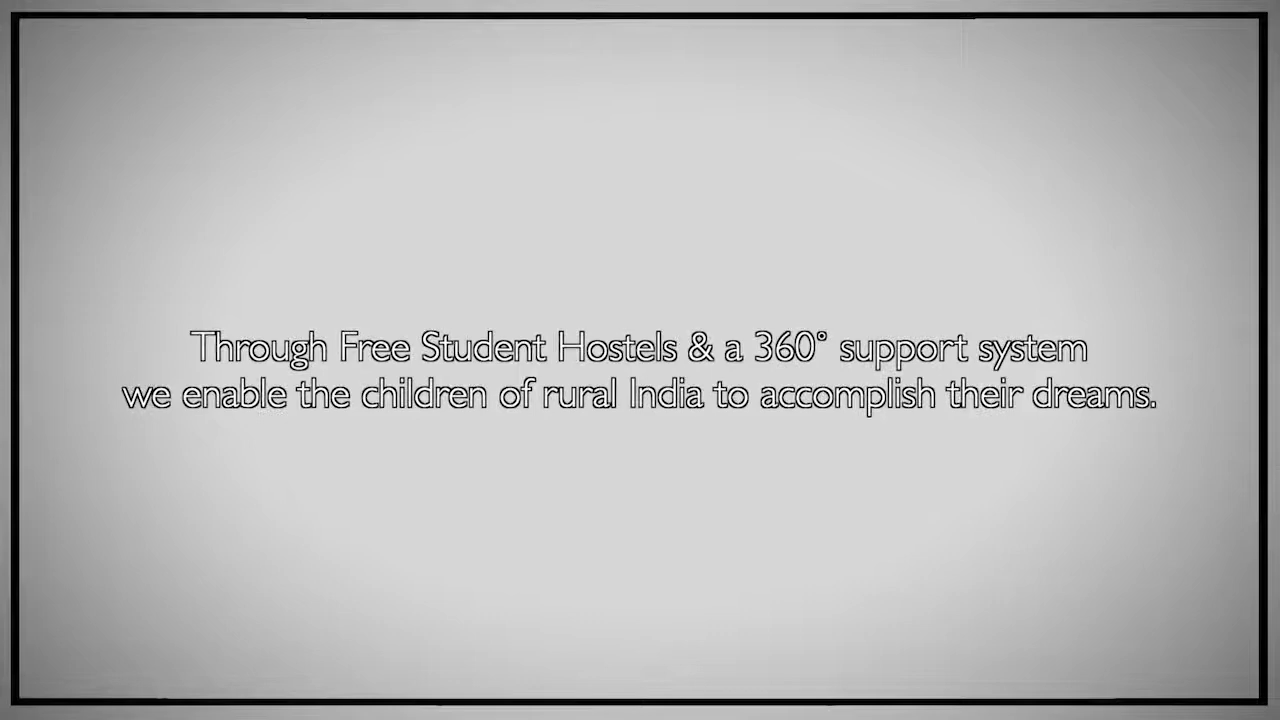 Through Free Student Hostels & a 360° support system
we enable the children of rural India to accomplish their dreams.